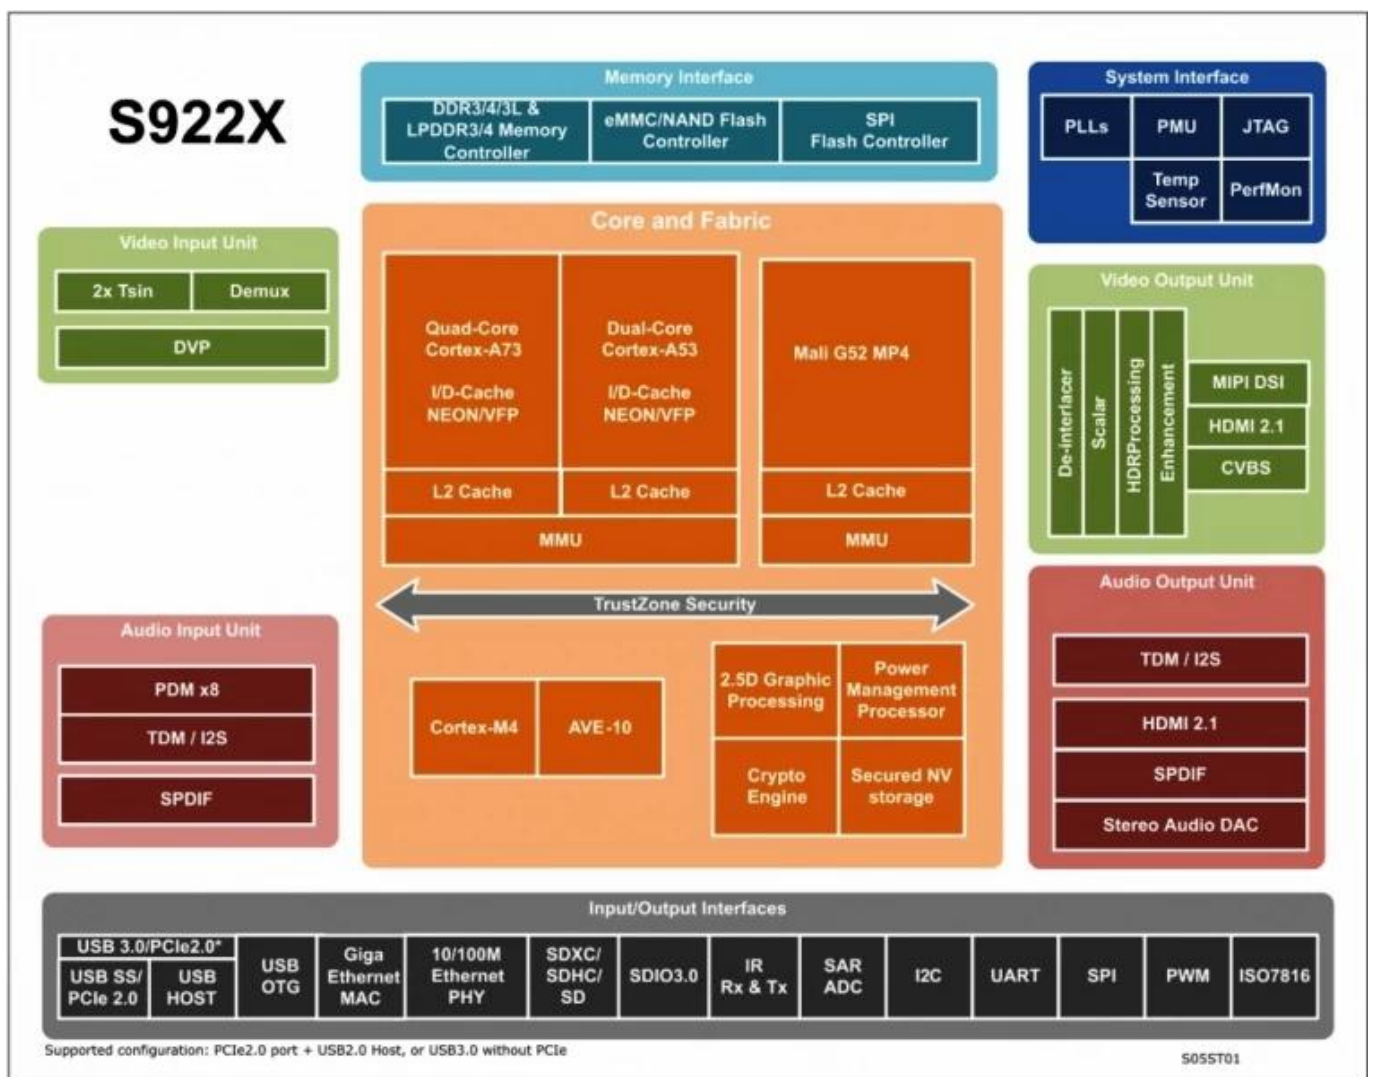 S922X
Memory Interface
DDR3/4/3L &
LPDDR3/4 Memory
Controller
eMMC/NAND Flash
Controller
SPI
Flash Controller
System Interface
PLLs
PMU
JTAG
Temp
Sensor
PerfMon
Video Input Unit
2x Tsin
Demux
DVP
Core and Fabric
Quad-Core
Cortex-A73
I/D-Cache
NEON/VFP
Dual-Core
Cortex-A53
I/D-Cache
NEON/VFP
Mali G52 MP4
L2 Cache
L2 Cache
L2 Cache
MMU
MMU
TrustZone Security
Cortex-M4
AVE-10
2.5D Graphic
Processing
Power
Management
Processor
Crypto
Engine
Secured NV
storage
Video Output Unit
De-interlacer
Scalar
HDRProcessing
Enhancement
MIPI DSI
HDMI 2.1
CVBS
Audio Input Unit
PDM x8
TDM / I2S
SPDIF
Audio Output Unit
TDM / I2S
HDMI 2.1
SPDIF
Stereo Audio DAC
Input/Output Interfaces
USB 3.0/PCIe2.0*
USB SS/
PCIe 2.0
USB
HOST
USB
OTG
Giga
Ethernet
MAC
10/100M
Ethernet
PHY
SDXC/
SDHC/
SD
SDIO3.0
IR
Rx & Tx
SAR
ADC
I2C
UART
SPI
PWM
ISO7816
Supported configuration: PCIe2.0 port + USB2.0 Host, or USB3.0 without PCIe
S05ST01